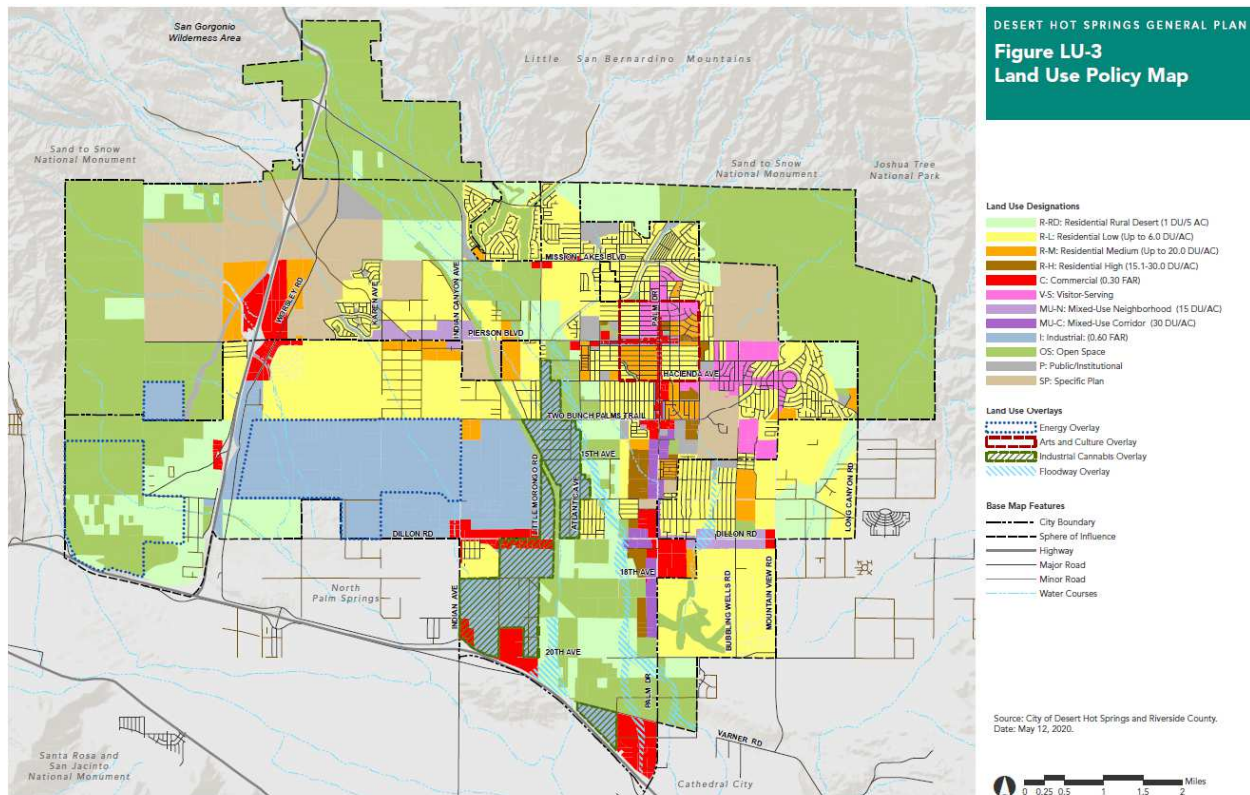 DESERT HOT SPRINGS GENERAL PLAN
Figure LU-3
Land Use Policy Map
San Gorgonio
Wilderness Area
Little San Bernardino Mountains
Sand to Snow
National Monument
Sand to Snow
National Monument
Joshua Tree
National Park
MISSION LAKES BLVD
WORSLEY RD
KAREN AVE
INDIAN CANYON AVE
PALM DR
PIERSON BLVD
HACIENDA AVE
TWO BUNCH PALMS TRAIL
15TH AVE
LITTLE MORONGO RD
ATLANTIC AVE
LONG CANYON RD
DILLON RD
DILLON RD
18TH AVE
North
Palm Springs
INDIAN AVE
BUBBLING WELLS RD
MOUNTAIN VIEW RD
20TH AVE
PALM DR
VARNER RD
Santa Rosa and
San Jacinto
National Monument
Cathedral City
Land Use Designations
R-RD: Residential Rural Desert (1 DU/5 AC)
R-L: Residential Low (Up to 6.0 DU/AC)
R-M: Residential Medium (Up to 20.0 DU/AC)
R-H: Residential High (15.1-30.0 DU/AC)
C: Commercial (0.30 FAR)
V-S: Visitor-Serving
MU-N: Mixed-Use Neighborhood (15 DU/AC)
MU-C: Mixed-Use Corridor (30 DU/AC)
I: Industrial: (0.60 FAR)
OS: Open Space
P: Public/Institutional
SP: Specific Plan
Land Use Overlays
Energy Overlay
Arts and Culture Overlay
Industrial Cannabis Overlay
Floodway Overlay
Base Map Features
City Boundary
Sphere of Influence
Highway
Major Road
Minor Road
Water Courses
Source: City of Desert Hot Springs and Riverside County.
Date: May 12, 2020.
0 0.25 0.5 1 1.5 2 Miles